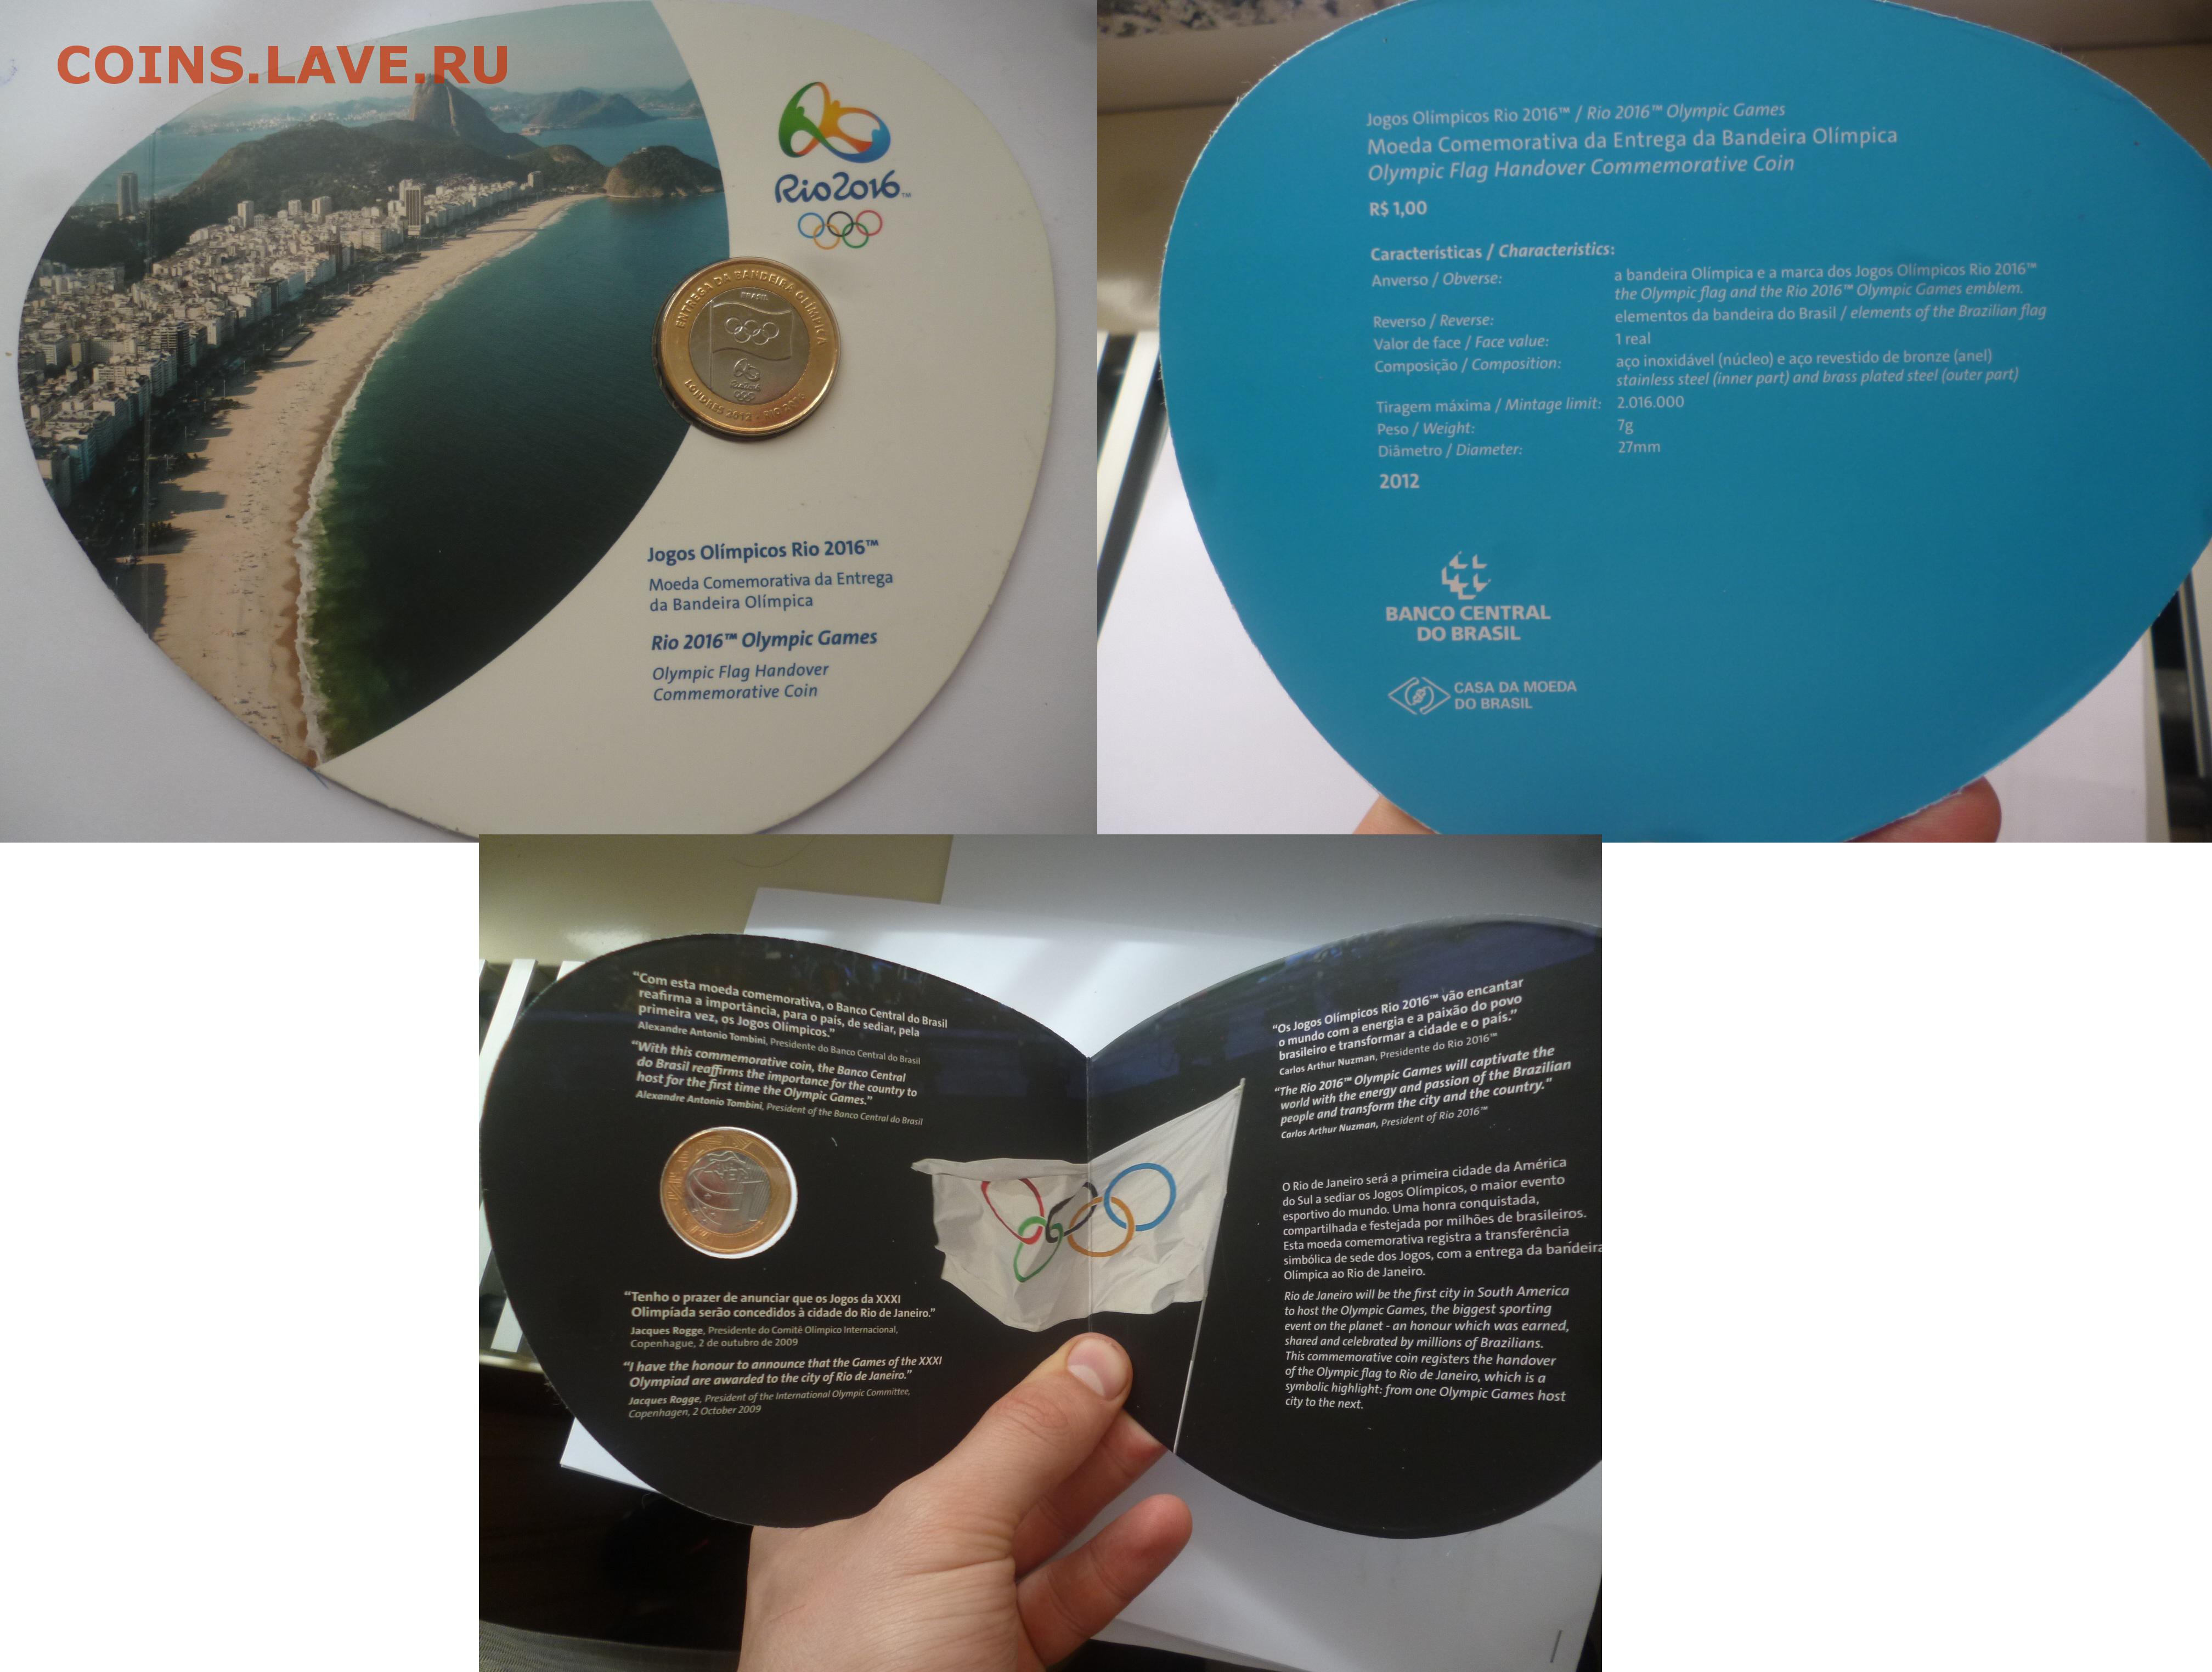 COINS.LAVE.RU
Rio2016™
ENTREGA DA BANDEIRA OLÍMPICA
BRASIL
LONDRES 2012 - RIO 2016
Jogos Olímpicos Rio 2016™
Moeda Comemorativa da Entrega
da Bandeira Olímpica
Rio 2016™ Olympic Games
Olympic Flag Handover
Commemorative Coin
Jogos Olímpicos Rio 2016™ / Rio 2016™ Olympic Games
Moeda Comemorativa da Entrega da Bandeira Olímpica
Olympic Flag Handover Commemorative Coin
R$ 1,00
Características / Characteristics:
Anverso / Obverse: a bandeira Olímpica e a marca dos Jogos Olímpicos Rio 2016™
the Olympic flag and the Rio 2016™ Olympic Games emblem.
Reverso / Reverse: elementos da bandeira do Brasil / elements of the Brazilian flag
Valor de face / Face value: 1 real
Composição / Composition: aço inoxidável (núcleo) e aço revestido de bronze (anel)
stainless steel (inner part) and brass plated steel (outer part)
Tiragem máxima / Mintage limit: 2.016.000
Peso / Weight: 7g
Diâmetro / Diameter: 27mm
2012
BANCO CENTRAL
DO BRASIL
CASA DA MOEDA
DO BRASIL
“Com esta moeda comemorativa, o Banco Central do Brasil
reafirma a importância, para o país, de sediar, pela
primeira vez, os Jogos Olímpicos.”
Alexandre Antonio Tombini, Presidente do Banco Central do Brasil
“With this commemorative coin, the Banco Central
do Brasil reaffirms the importance for the country to
host for the first time the Olympic Games.”
Alexandre Antonio Tombini, President of the Banco Central do Brasil
“Tenho o prazer de anunciar que os Jogos da XXXI
Olimpíada serão concedidos à cidade do Rio de Janeiro.”
Jacques Rogge, Presidente do Comitê Olímpico Internacional,
Copenhague, 2 de outubro de 2009
“I have the honour to announce that the Games of the XXXI
Olympiad are awarded to the city of Rio de Janeiro.”
Jacques Rogge, President of the International Olympic Committee,
Copenhagen, 2 October 2009
“Os Jogos Olímpicos Rio 2016™ vão encantar
o mundo com a energia e a paixão do povo
brasileiro e transformar a cidade e o país.”
Carlos Arthur Nuzman, Presidente do Rio 2016™
“The Rio 2016™ Olympic Games will captivate the
world with the energy and passion of the Brazilian
people and transform the city and the country.”
Carlos Arthur Nuzman, President of Rio 2016™
O Rio de Janeiro será a primeira cidade da América
do Sul a sediar os Jogos Olímpicos, o maior evento
esportivo do mundo. Uma honra conquistada,
compartilhada e festejada por milhões de brasileiros.
Esta moeda comemorativa registra a transferência
simbólica de sede dos Jogos, com a entrega da bandeira
Olímpica ao Rio de Janeiro.
Rio de Janeiro will be the first city in South America
to host the Olympic Games, the biggest sporting
event on the planet - an honour which was earned,
shared and celebrated by millions of Brazilians.
This commemorative coin registers the handover
of the Olympic flag to Rio de Janeiro, which is a
symbolic highlight: from one Olympic Games host
city to the next.